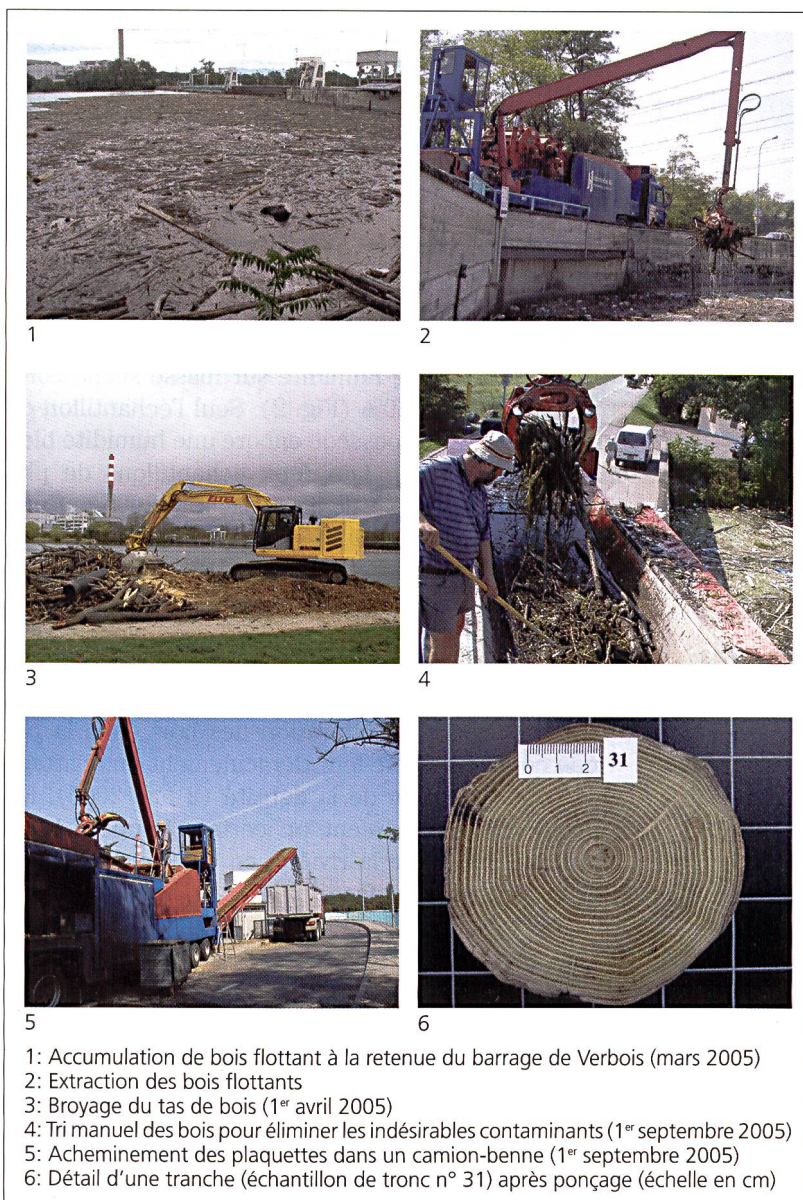 1
2
ELTEL
3
4
5
0 1 2
31
6
1: Accumulation de bois flottant à la retenue du barrage de Verbois (mars 2005)
2: Extraction des bois flottants
3: Broyage du tas de bois (1er avril 2005)
4: Tri manuel des bois pour éliminer les indésirables contaminants (1er septembre 2005)
5: Acheminement des plaquettes dans un camion-benne (1er septembre 2005)
6: Détail d'une tranche (échantillon de tronc n° 31) après ponçage (échelle en cm)